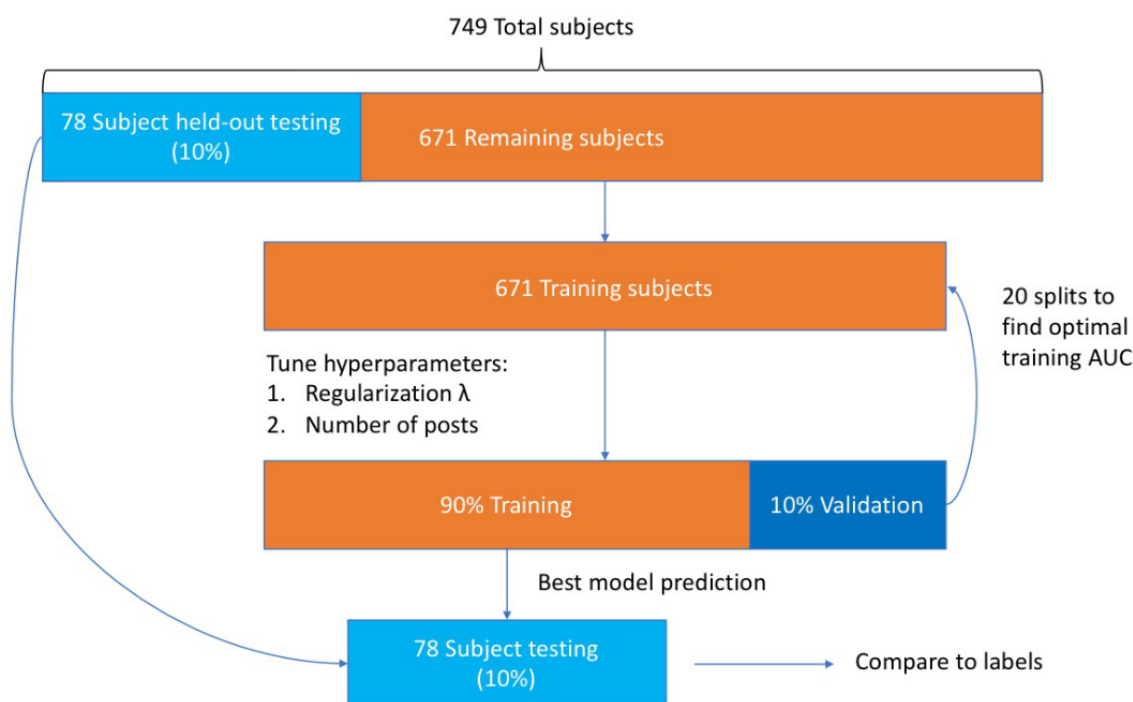 749 Total subjects
78 Subject held-out testing
(10%)
671 Remaining subjects
671 Training subjects
20 splits to
find optimal
training AUC
Tune hyperparameters:
1. Regularization λ
2. Number of posts
90% Training
10% Validation
Best model prediction
78 Subject testing
(10%)
Compare to labels